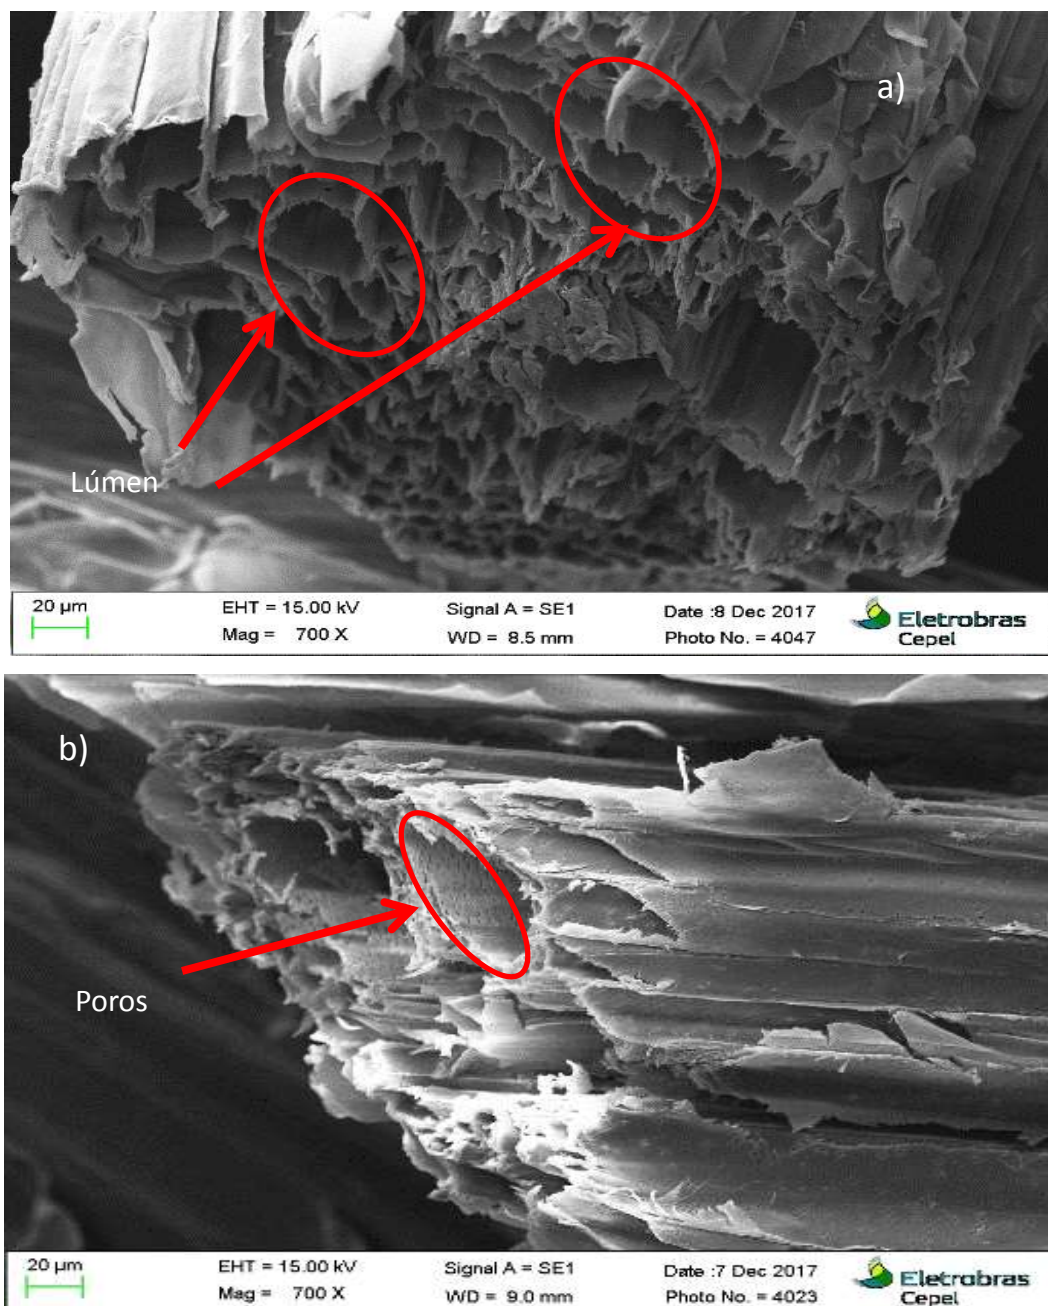 a)
Lúmen
20 µm
EHT = 15.00 kV
Signal A = SE1
Date :8 Dec 2017
Mag = 700 X
WD = 8.5 mm
Photo No. = 4047
Eletrobras
Cepel
b)
Poros
20 µm
EHT = 15.00 kV
Signal A = SE1
Date :7 Dec 2017
Mag = 700 X
WD = 9.0 mm
Photo No. = 4023
Eletrobras
Cepel